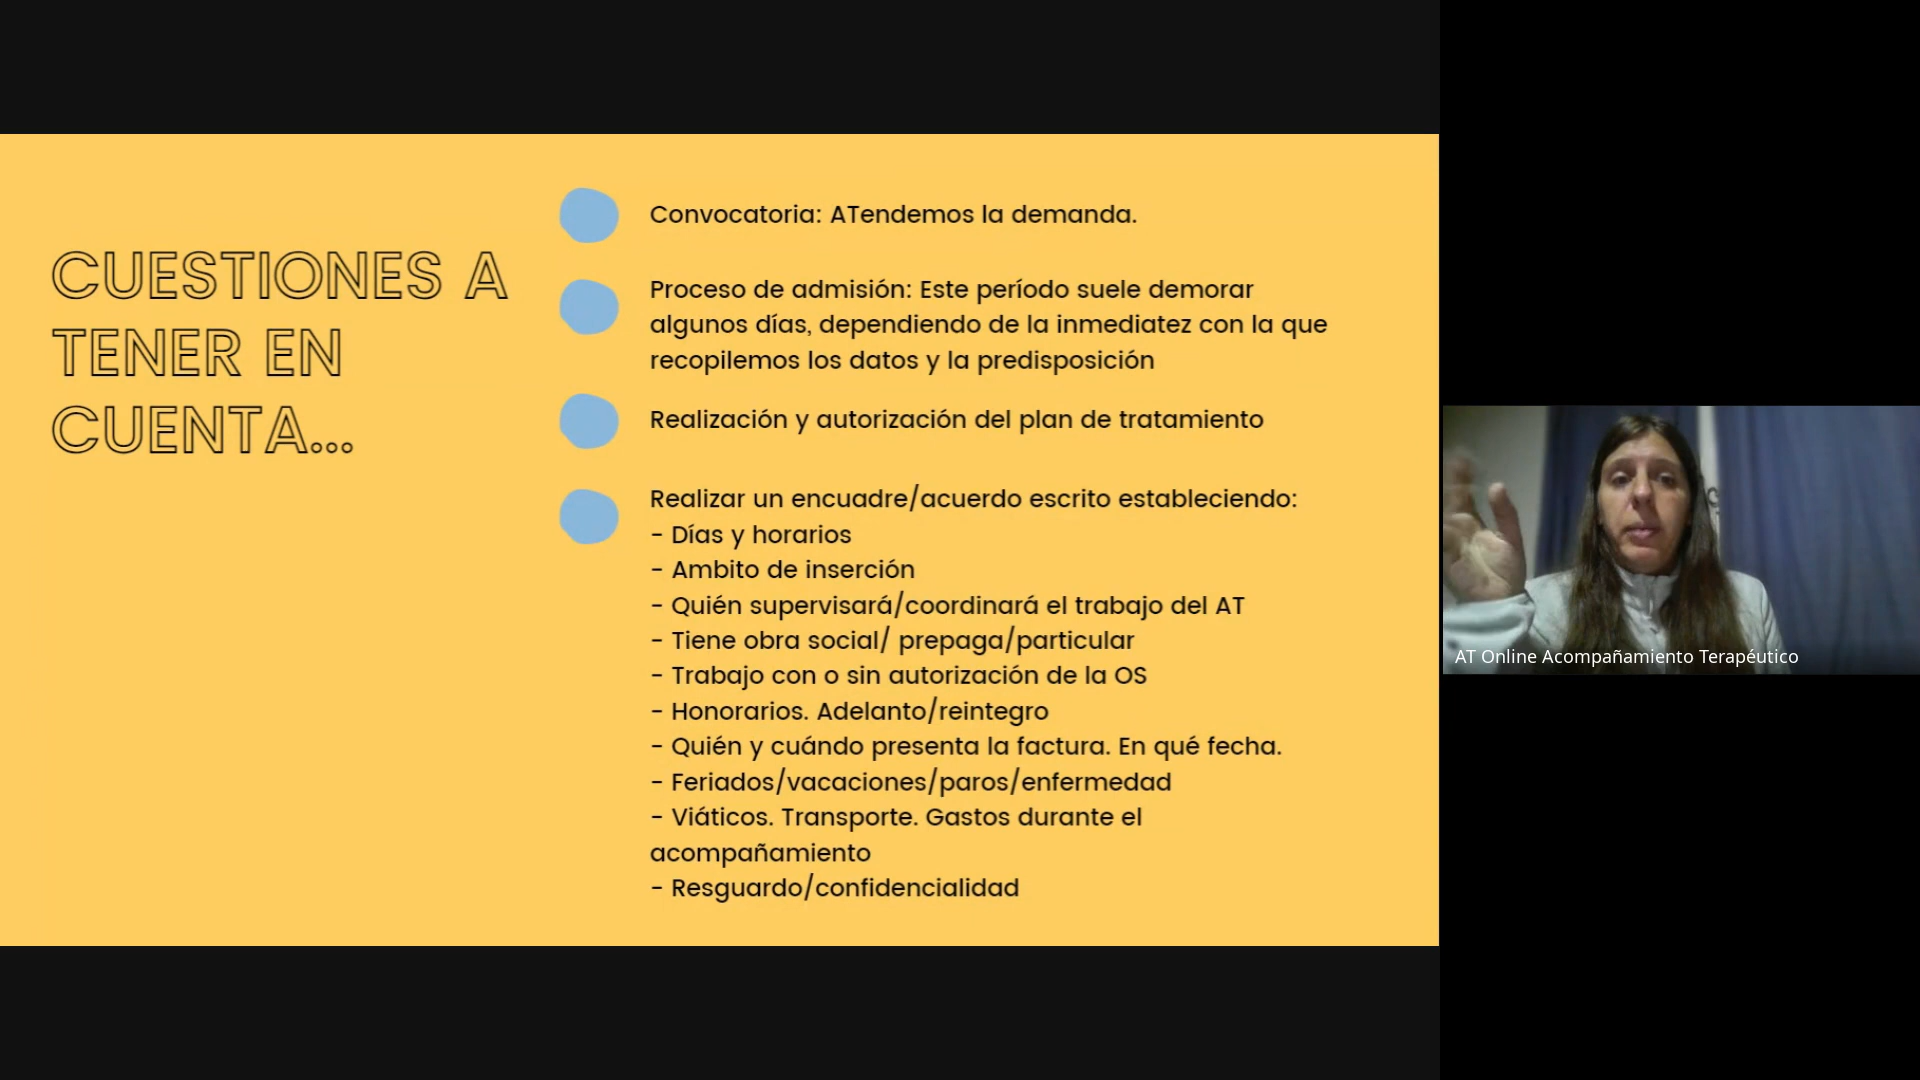 CUESTIONES A
TENER EN
CUENTA...
Convocatoria: ATendemos la demanda.
Proceso de admisión: Este período suele demorar
algunos días, dependiendo de la inmediatez con la que
recopilemos los datos y la predisposición
Realización y autorización del plan de tratamiento
Realizar un encuadre/acuerdo escrito estableciendo:
- Días y horarios
- Ambito de inserción
- Quién supervisará/coordinará el trabajo del AT
- Tiene obra social/ prepaga/particular
- Trabajo con o sin autorización de la OS
- Honorarios. Adelanto/reintegro
- Quién y cuándo presenta la factura. En qué fecha.
- Feriados/vacaciones/paros/enfermedad
- Viáticos. Transporte. Gastos durante el
acompañamiento
- Resguardo/confidencialidad
AT Online Acompañamiento Terapéutico